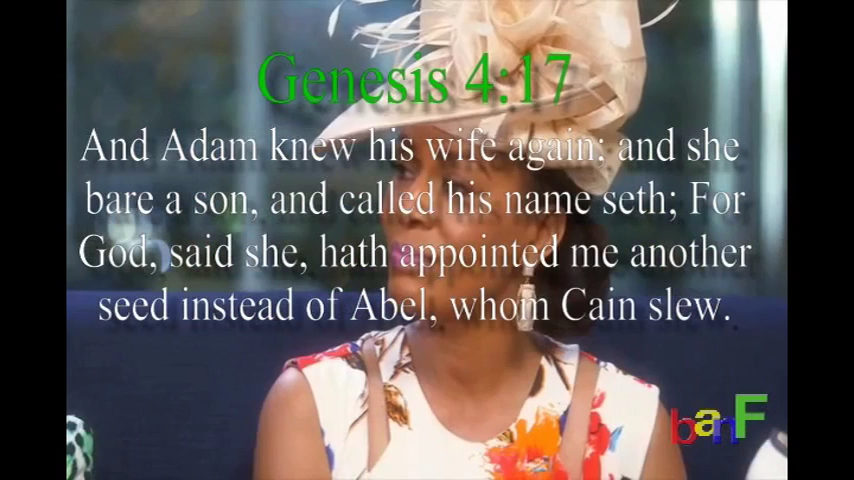 Genesis 4:17
And Adam knew his wife again; and she
bare a son, and called his name seth; For
God, said she, hath appointed me another
seed instead of Abel, whom Cain slew.
banF